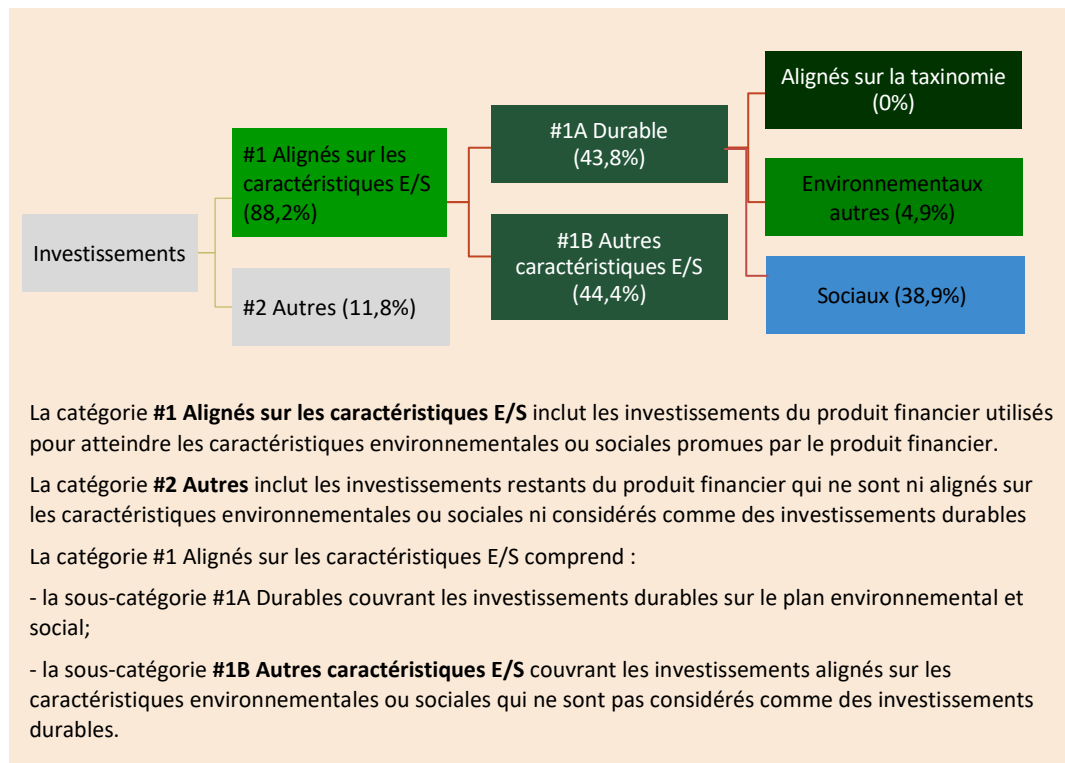 Investissements
#1 Alignés sur les
caractéristiques E/S
(88,2%)
#2 Autres (11,8%)
#1A Durable
(43,8%)
#1B Autres
caractéristiques E/S
(44,4%)
Alignés sur la taxinomie
(0%)
Environnementaux
autres (4,9%)
Sociaux (38,9%)
La catégorie #1 Alignés sur les caractéristiques E/S inclut les investissements du produit financier utilisés
pour atteindre les caractéristiques environnementales ou sociales promues par le produit financier.
La catégorie #2 Autres inclut les investissements restants du produit financier qui ne sont ni alignés sur
les caractéristiques environnementales ou sociales ni considérés comme des investissements durables
La catégorie #1 Alignés sur les caractéristiques E/S comprend :
- la sous-catégorie #1A Durables couvrant les investissements durables sur le plan environnemental et
social;
- la sous-catégorie #1B Autres caractéristiques E/S couvrant les investissements alignés sur les
caractéristiques environnementales ou sociales qui ne sont pas considérés comme des investissements
durables.